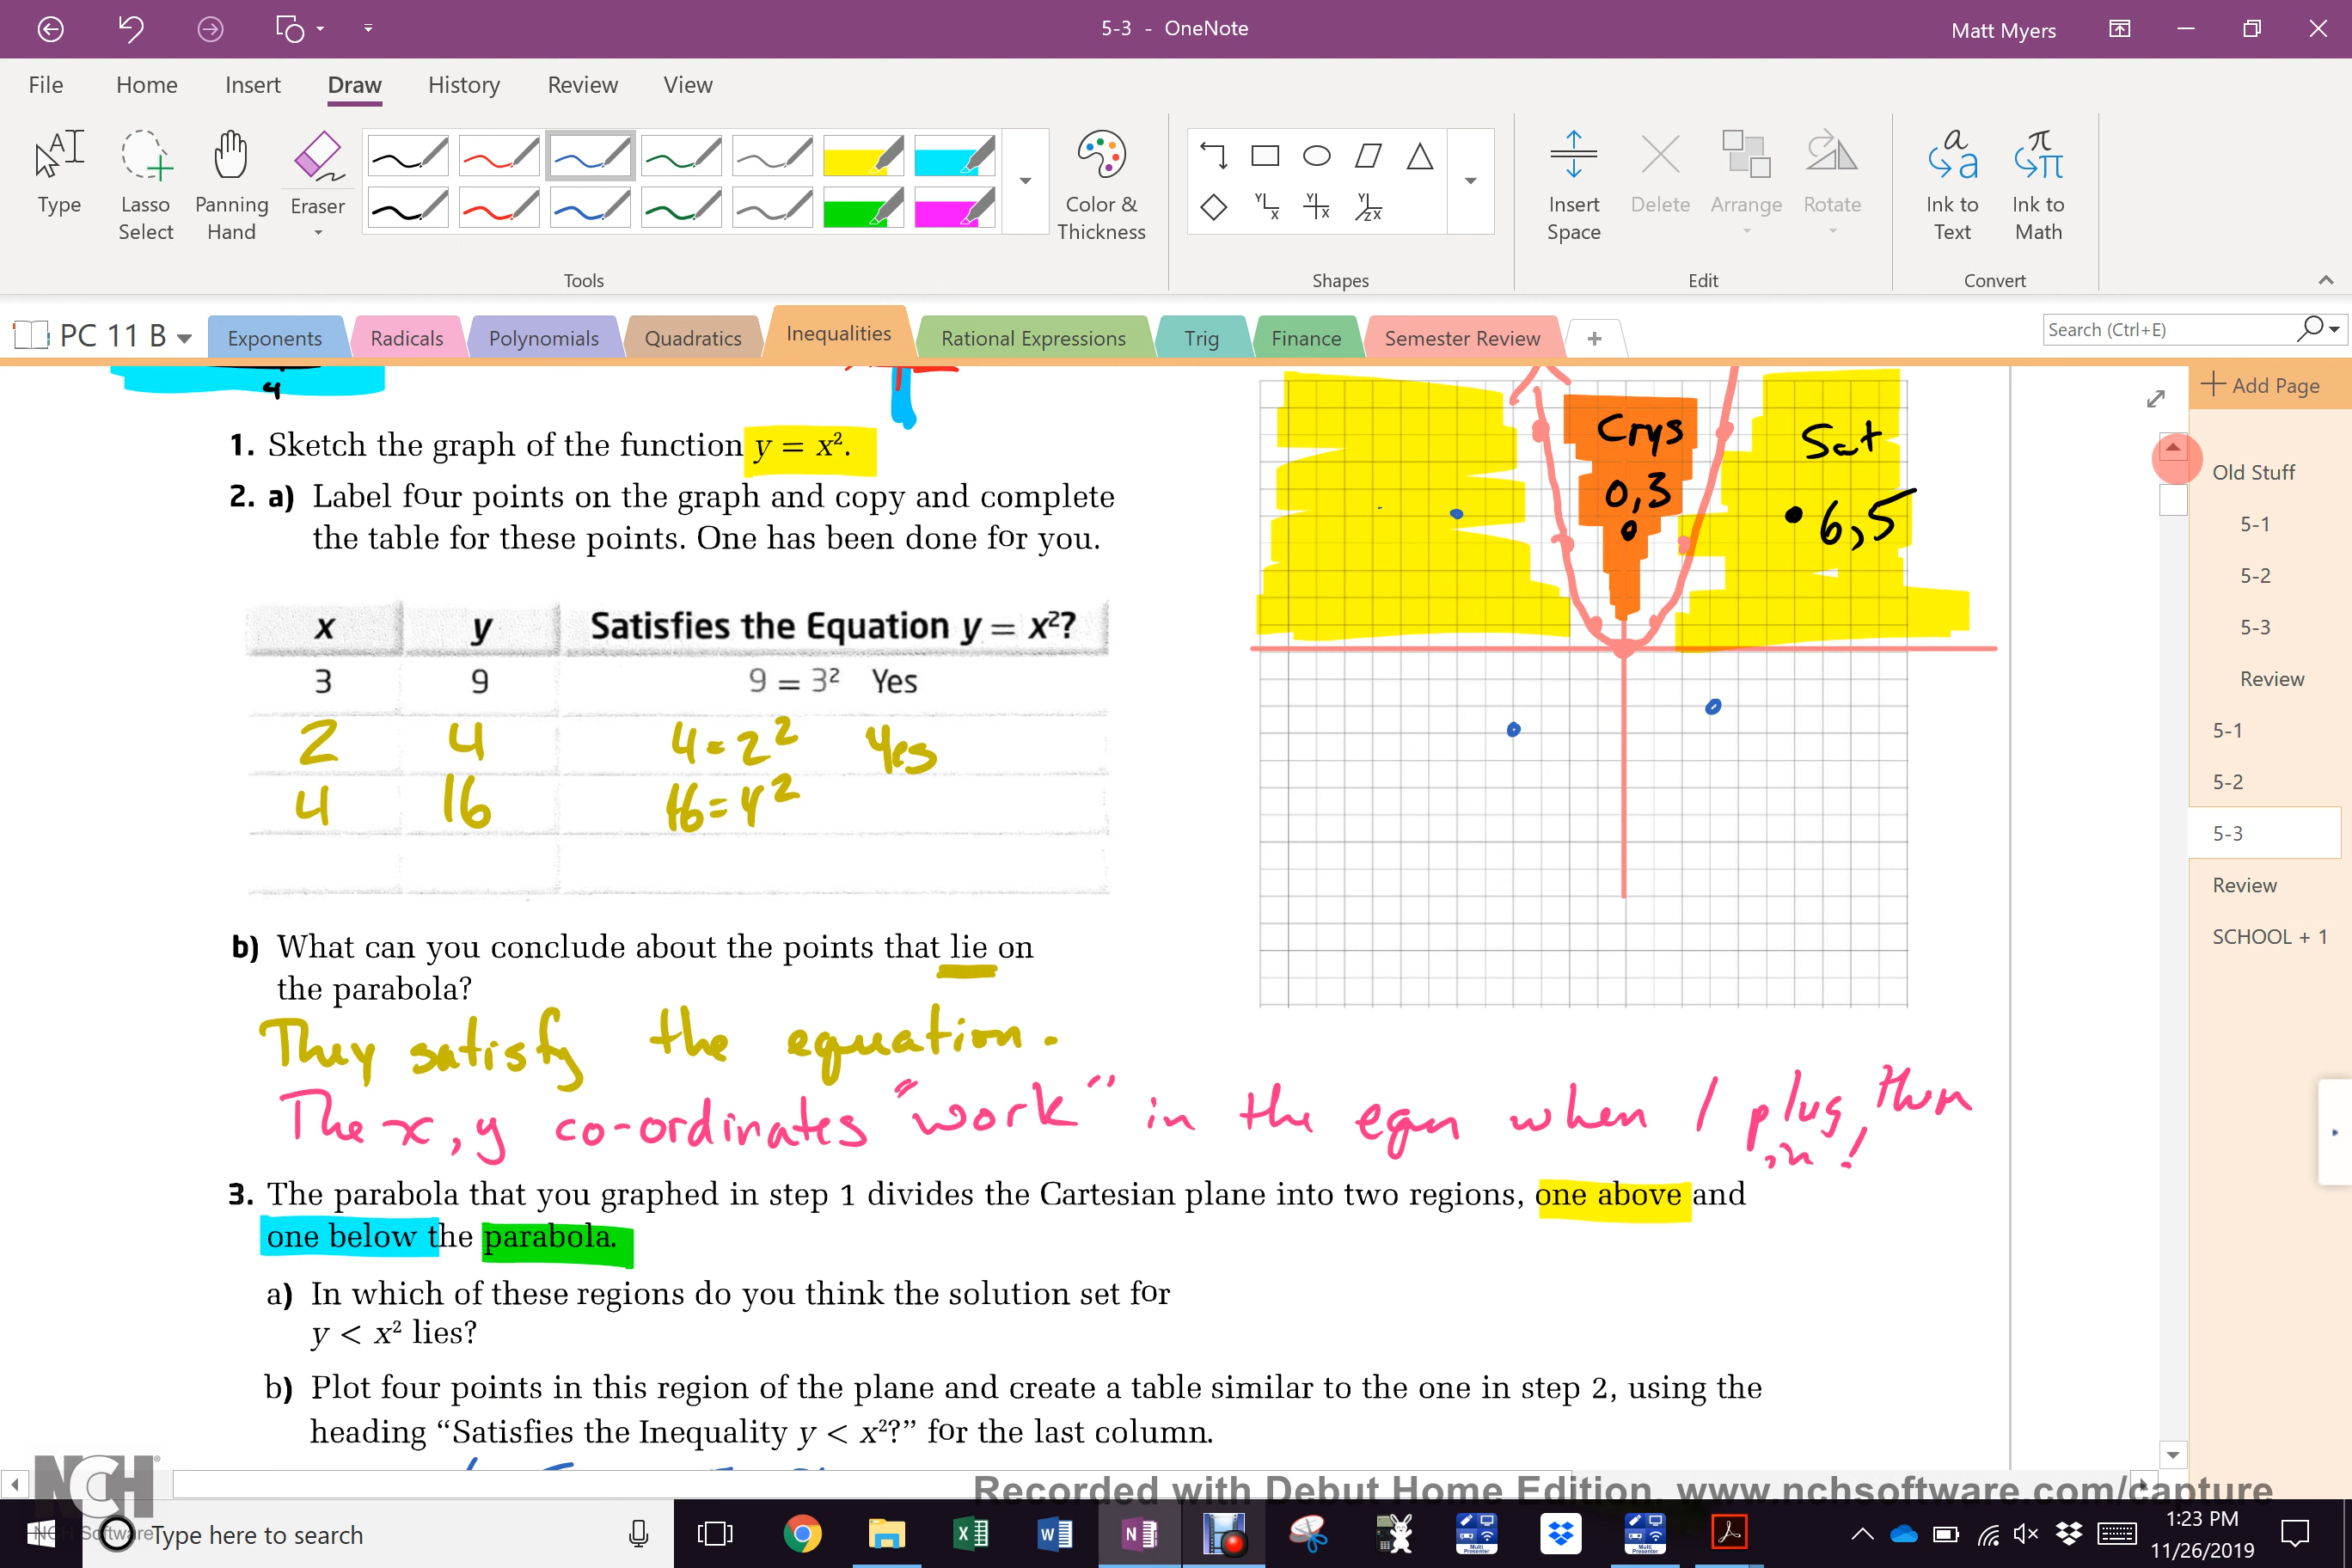 5-3 - OneNote
Matt Myers
File Home Insert Draw History Review View
Type
Lasso Select
Panning Hand
Eraser
Color & Thickness
Insert Space
Delete
Arrange
Rotate
Ink to Text
Ink to Math
Tools
Shapes
Edit
Convert
PC 11 B
Exponents Radicals Polynomials Quadratics Inequalities Rational Expressions Trig Finance Semester Review +
Search (Ctrl+E)
Add Page
Old Stuff
5-1
5-2
5-3
Review
5-1
5-2
5-3
Review
SCHOOL + 1
4
1. Sketch the graph of the function y = x².
2. a) Label four points on the graph and copy and complete
the table for these points. One has been done for you.
x y Satisfies the Equation y = x²?
3 9 9 = 3² Yes
2 4 4 = 2² Yes
4 16 16 = 4²
Crys
0,3
Sat
6,5
b) What can you conclude about the points that lie on
the parabola?
They satisfy the equation.
The x, y co-ordinates "work" in the eqn when I plug them
in!
3. The parabola that you graphed in step 1 divides the Cartesian plane into two regions, one above and
one below the parabola.
a) In which of these regions do you think the solution set for
y < x² lies?
b) Plot four points in this region of the plane and create a table similar to the one in step 2, using the
heading “Satisfies the Inequality y < x²?” for the last column.
NCH
NCH Software
Recorded with Debut Home Edition. www.nchsoftware.com/capture
Type here to search
1:23 PM
11/26/2019